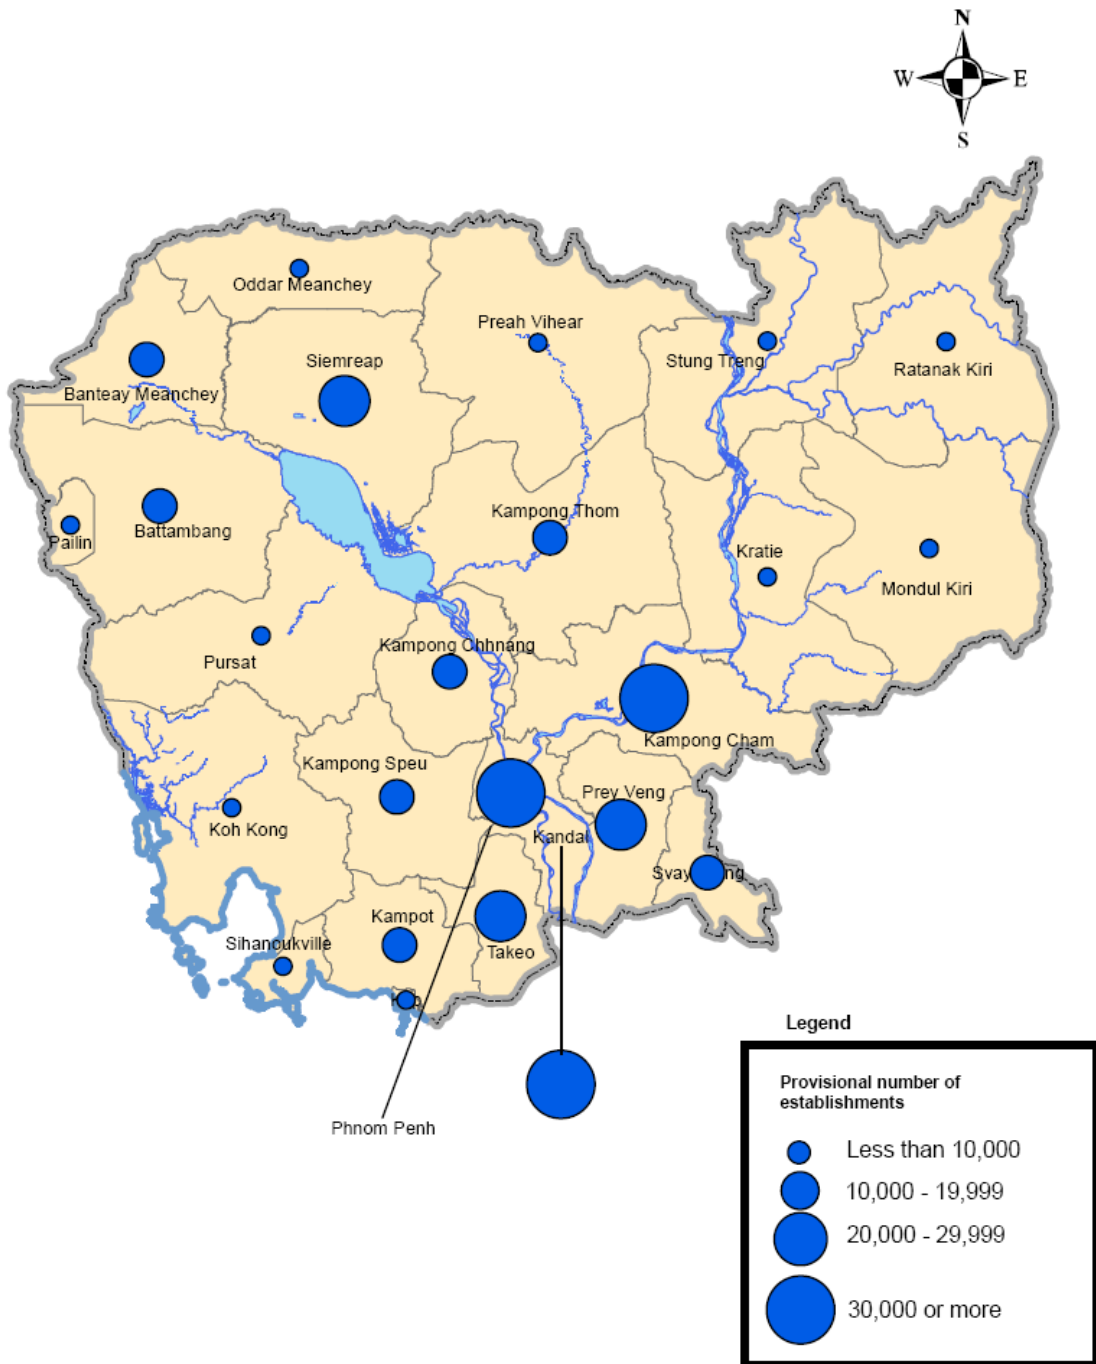 N
W
E
S
Oddar Meanchey
Preah Vihear
Siemreap
Stung Treng
Ratanak Kiri
Banteay Meanchey
Kampong Thom
Battambang
Pailin
Kratie
Mondul Kiri
Pursat
Kampong Chhnang
Kampong Cham
Kampong Speu
Prey Veng
Koh Kong
Kandal
Kampot
Sihanoukville
Takeo
Phnom Penh
Legend
Provisional number of
establishments
Less than 10,000
10,000 - 19,999
20,000 - 29,999
30,000 or more